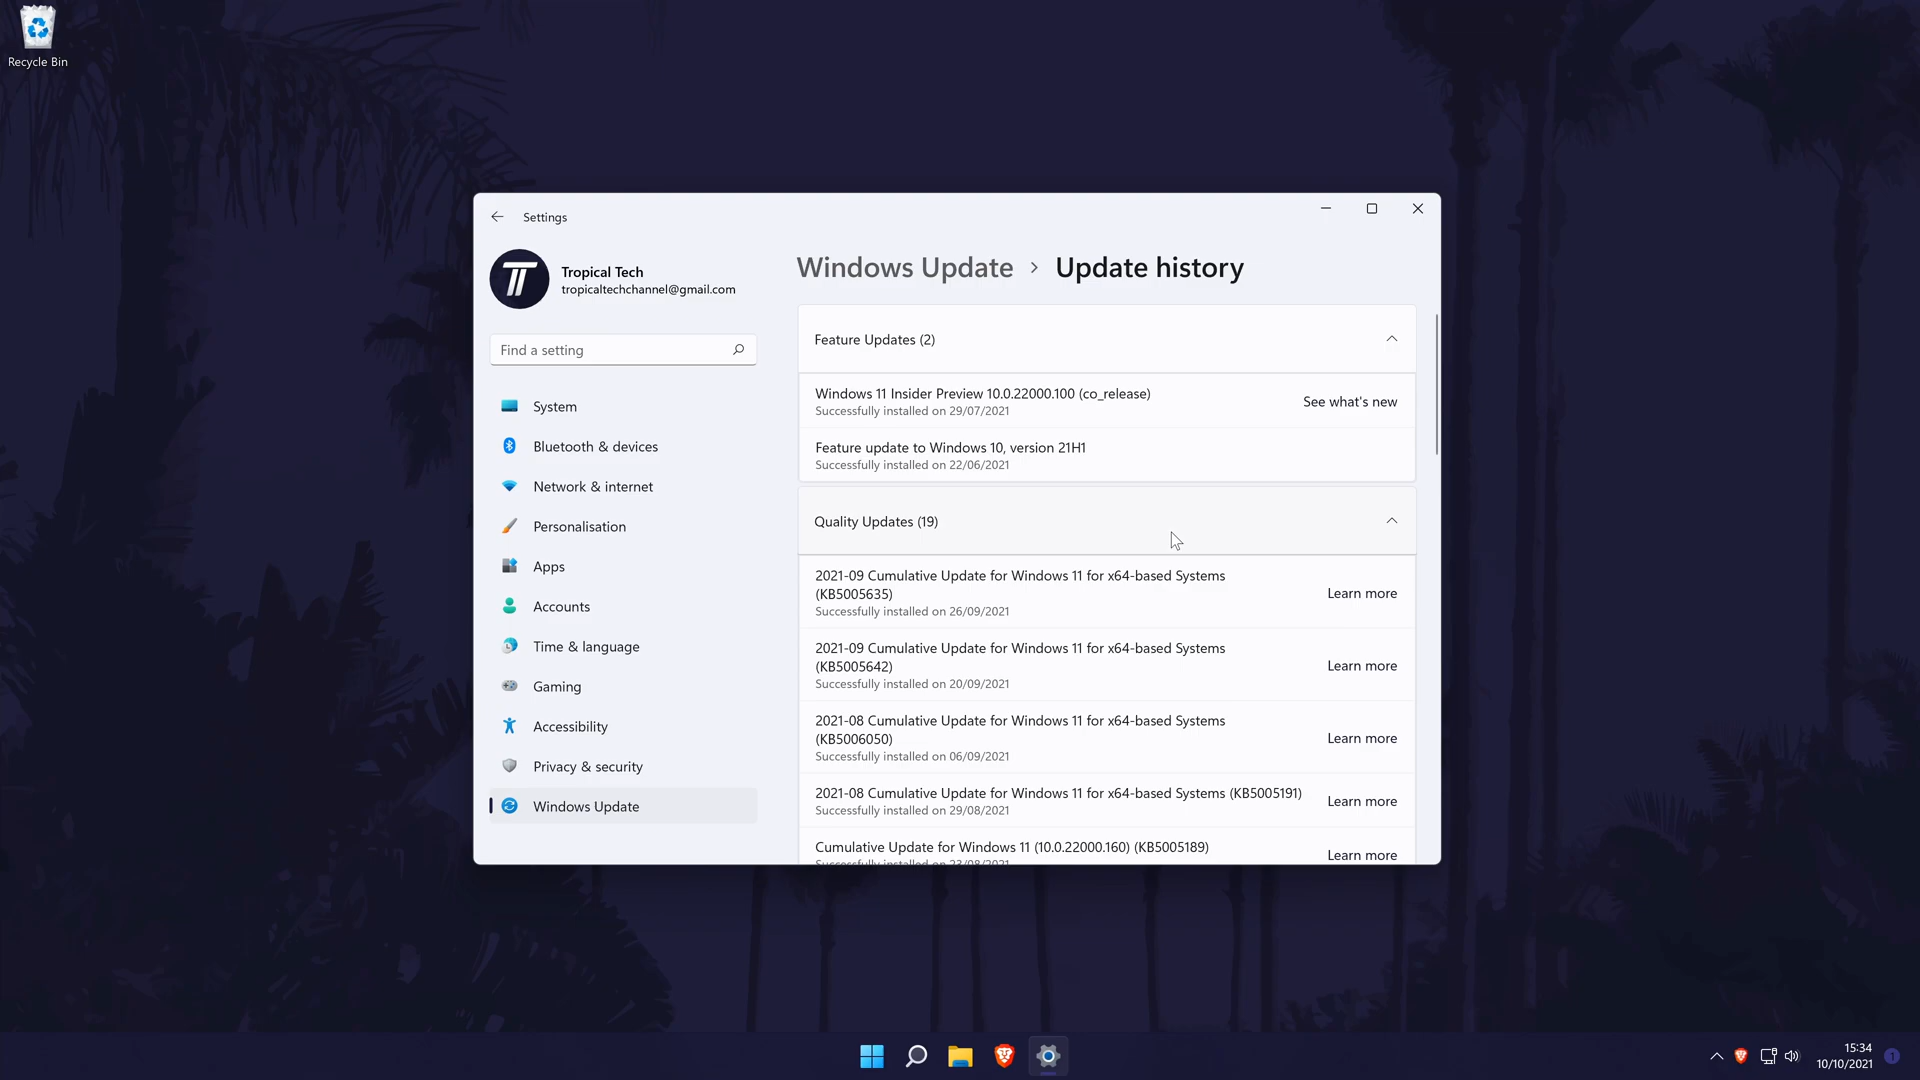 Recycle Bin
Settings
Tropical Tech
tropicaltechchannel@gmail.com
Find a setting
System
Bluetooth & devices
Network & internet
Personalisation
Apps
Accounts
Time & language
Gaming
Accessibility
Privacy & security
Windows Update
Windows Update > Update history
Feature Updates (2)
Windows 11 Insider Preview 10.0.22000.100 (co_release)
Successfully installed on 29/07/2021
See what's new
Feature update to Windows 10, version 21H1
Successfully installed on 22/06/2021
Quality Updates (19)
2021-09 Cumulative Update for Windows 11 for x64-based Systems
(KB5005635)
Successfully installed on 26/09/2021
Learn more
2021-09 Cumulative Update for Windows 11 for x64-based Systems
(KB5005642)
Successfully installed on 20/09/2021
Learn more
2021-08 Cumulative Update for Windows 11 for x64-based Systems
(KB5006050)
Successfully installed on 06/09/2021
Learn more
2021-08 Cumulative Update for Windows 11 for x64-based Systems (KB5005191)
Successfully installed on 29/08/2021
Learn more
Cumulative Update for Windows 11 (10.0.22000.160) (KB5005189)
Successfully installed on 23/08/2021
Learn more
15:34
10/10/2021
1